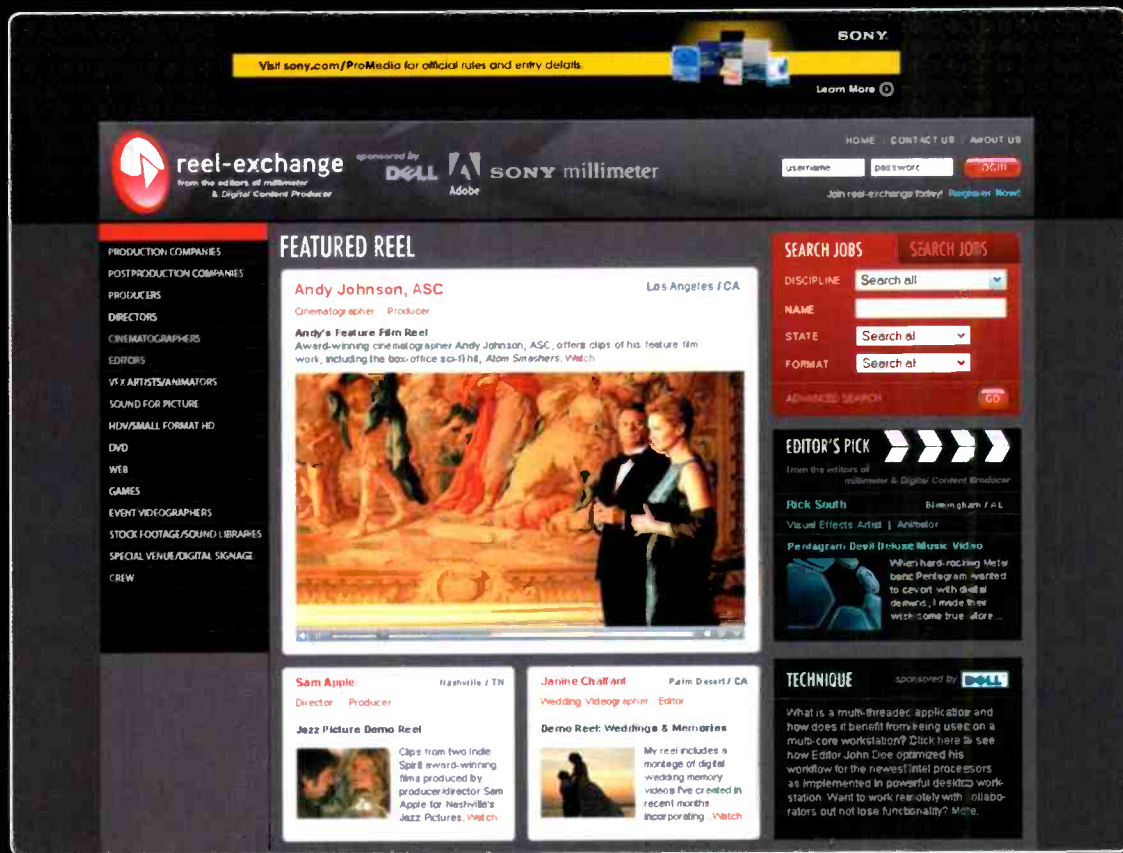 SONY
Visit sony.com/ProMedia for official rules and entry details.
Learn More
HOME
CONTACT US
ABOUT US
reel-exchange
from the editors of millimeter
& Digital Content Producer
sponsored by
DELL
Adobe
SONY
millimeter
username
password
LOGIN
Join reel-exchange today! Register Now!
PRODUCTION COMPANIES
POSTPRODUCTION COMPANIES
PRODUCERS
DIRECTORS
CINEMATOGRAPHERS
EDITORS
VFX ARTISTS/ANIMATORS
SOUND FOR PICTURE
HDV/SMALL FORMAT HD
DVD
WEB
GAMES
EVENT VIDEOGRAPHERS
STOCK FOOTAGE/SOUND LIBRARIES
SPECIAL VENUE/DIGITAL SIGNAGE
CREW
FEATURED REEL
Andy Johnson, ASC
Los Angeles / CA
Cinematographer Producer
Andy's Feature Film Reel
Award-winning cinematographer Andy Johnson, ASC, offers clips of his feature film
work, including the box-office sci-fi hit, Atom Smashers. Watch
Sam Apple
Nashville / TN
Director Producer
Jazz Picture Demo Reel
Clips from two Indie
Spirit award-winning
films produced by
producer/director Sam
Apple for Nashville's
Jazz Pictures. Watch
Janine Chalfant
Palm Desert / CA
Wedding Videographer Editor
Demo Reel: Weddings & Memories
My reel includes a
montage of digital
wedding memory
videos I've created in
recent months
incorporating...Watch
SEARCH JOBS
SEARCH JOBS
DISCIPLINE
Search all
NAME
STATE
Search all
FORMAT
Search all
ADVANCED SEARCH
GO
EDITOR'S PICK
from the editors of
millimeter & Digital Content Producer
Rick South
Birmingham / AL
Visual Effects Artist | Animator
Pentagram Devil Deluxe Music Video
When hard-rocking Metal
band Pentagram wanted
to cavort with digital
demons, I made their
wish come true. More...
TECHNIQUE
sponsored by
DELL
What is a multi-threaded application and
how does it benefit from being used on a
multi-core workstation? Click here to see
how Editor John Doe optimized his
workflow for the newest Intel processors
as implemented in powerful desktop work-
station. Want to work remotely with collabo-
rators but not lose functionality? More.